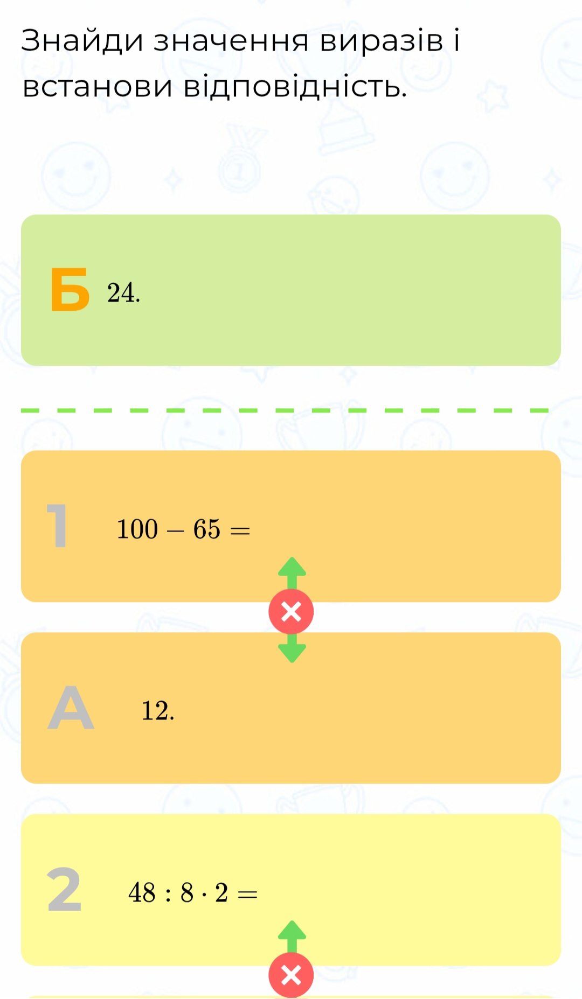 Знайди значення виразів і
встанови відповідність.
Б 24.
1 100 − 65 =
А 12.
2 48 : 8 · 2 =